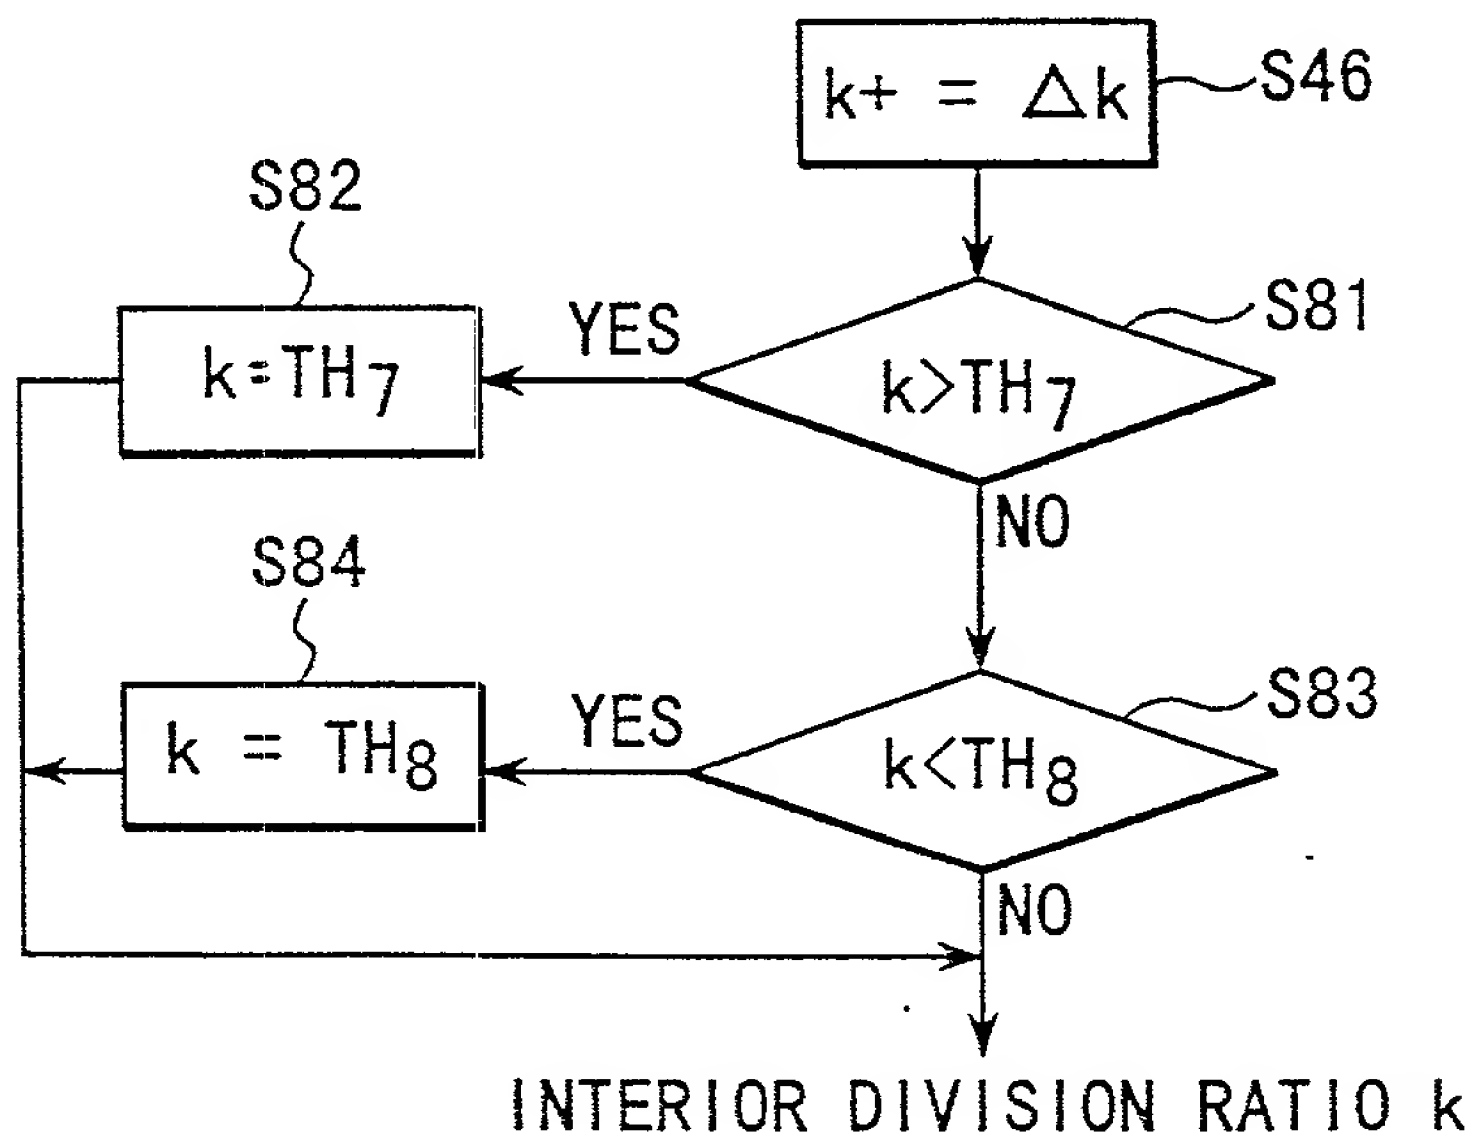 k+ = Δk
S46
S82
S81
YES
k=TH7
k>TH7
NO
S84
S83
YES
k = TH8
k<TH8
NO
INTERIOR DIVISION RATIO k